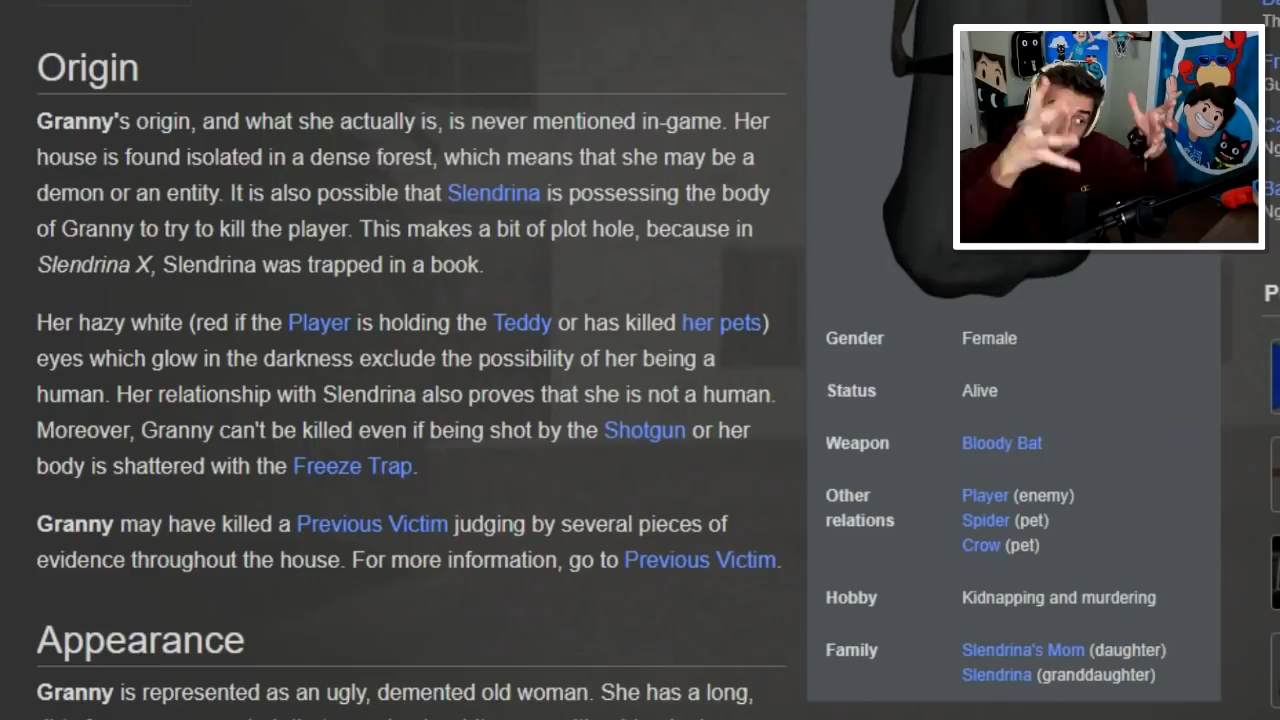 Origin
Granny's origin, and what she actually is, is never mentioned in-game. Her
house is found isolated in a dense forest, which means that she may be a
demon or an entity. It is also possible that Slendrina is possessing the body
of Granny to try to kill the player. This makes a bit of plot hole, because in
Slendrina X, Slendrina was trapped in a book.
Her hazy white (red if the Player is holding the Teddy or has killed her pets)
eyes which glow in the darkness exclude the possibility of her being a
human. Her relationship with Slendrina also proves that she is not a human.
Moreover, Granny can't be killed even if being shot by the Shotgun or her
body is shattered with the Freeze Trap.
Granny may have killed a Previous Victim judging by several pieces of
evidence throughout the house. For more information, go to Previous Victim.
Appearance
Granny is represented as an ugly, demented old woman. She has a long,
Gender Female
Status Alive
Weapon Bloody Bat
Other relations
Player (enemy)
Spider (pet)
Crow (pet)
Hobby Kidnapping and murdering
Family Slendrina's Mom (daughter)
Slendrina (granddaughter)